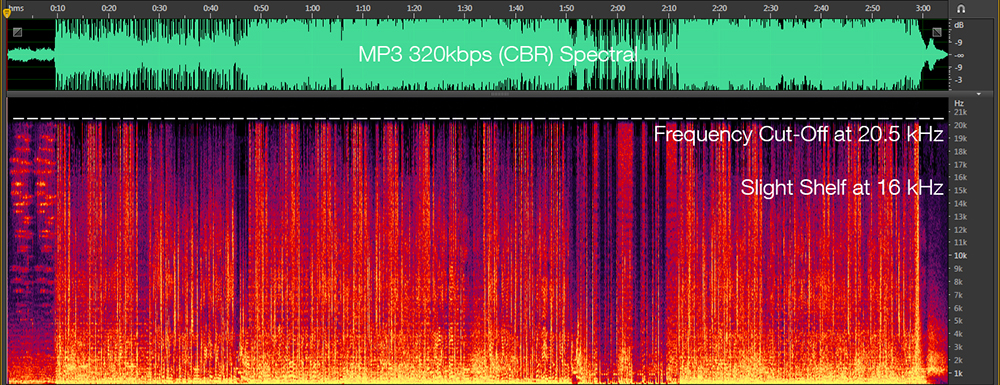 hms 0:10 0:20 0:30 0:40 0:50 1:00 1:10 1:20 1:30 1:40 1:50 2:00 2:10 2:20 2:30 2:40 2:50 3:00
dB
-9
-∞
-9
-3
MP3 320kbps (CBR) Spectral
Hz
21k
20k
Frequency Cut-Off at 20.5 kHz
19k
18k
17k
16k
Slight Shelf at 16 kHz
15k
14k
13k
12k
11k
10k
9k
8k
7k
6k
5k
4k
3k
2k
1k